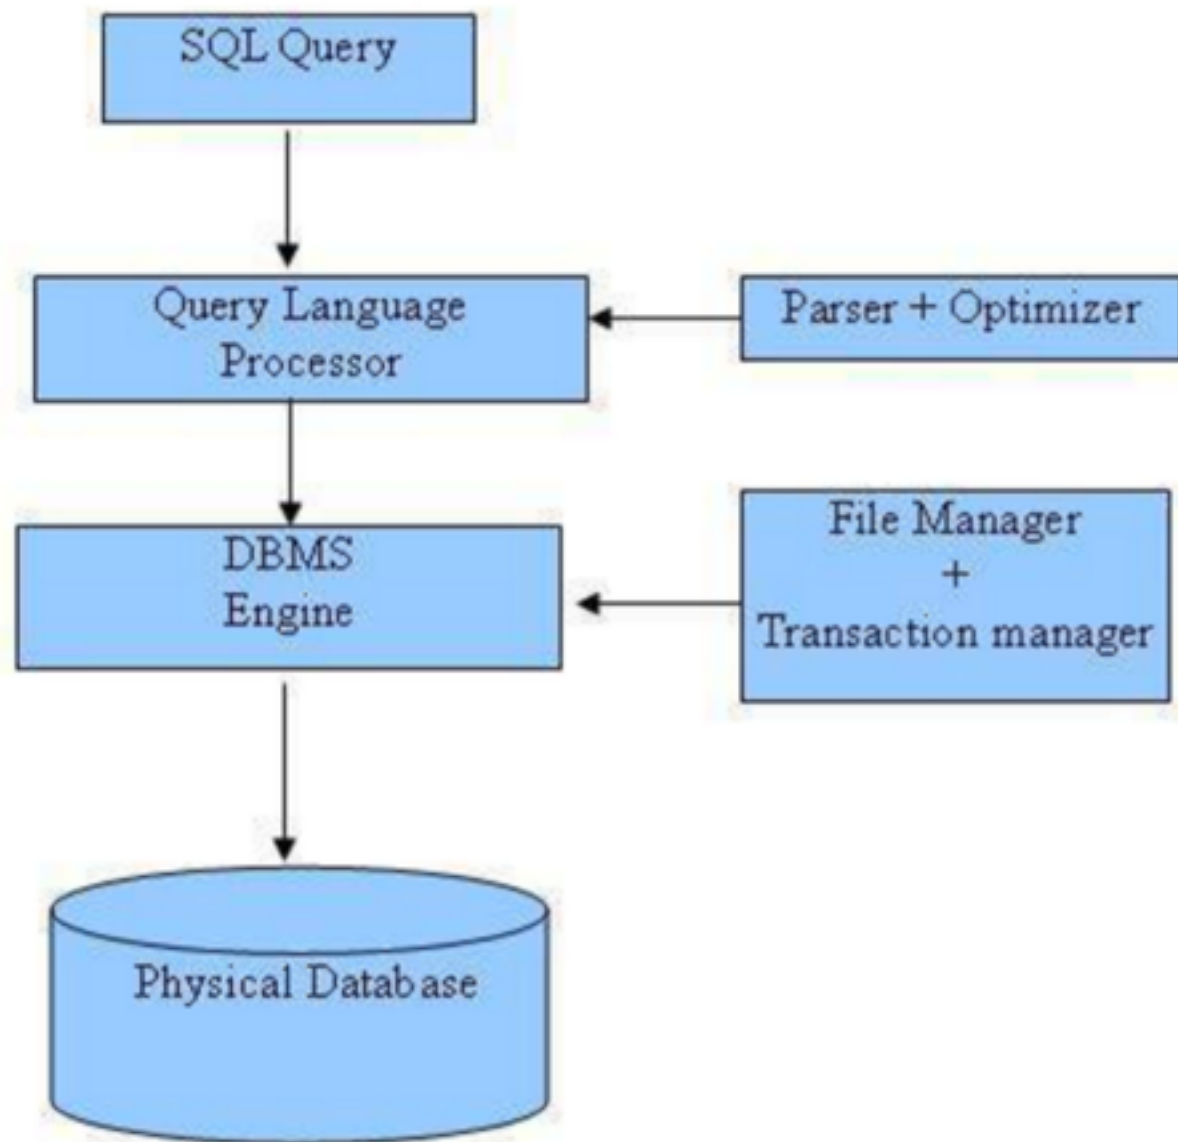 SQL Query
Query Language
Processor
Parser + Optimizer
DBMS
Engine
File Manager
+
Transaction manager
Physical Database